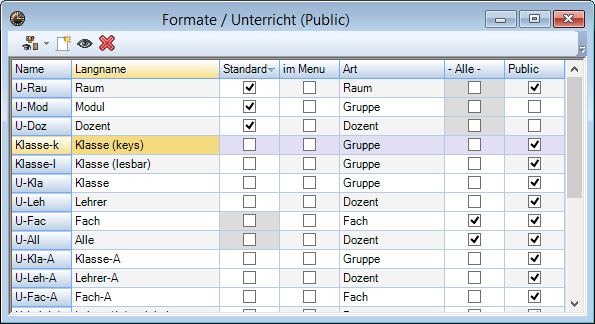 Formate / Unterricht (Public)
Name Langname Standard im Menu Art - Alle - Public
U-Rau Raum Raum
U-Mod Modul Gruppe
U-Doz Dozent Dozent
Klasse-k Klasse (keys) Gruppe
Klasse-l Klasse (lesbar) Gruppe
U-Kla Klasse Gruppe
U-Leh Lehrer Dozent
U-Fac Fach Fach
U-All Alle Dozent
U-Kla-A Klasse-A Gruppe
U-Leh-A Lehrer-A Dozent
U-Fac-A Fach-A Fach